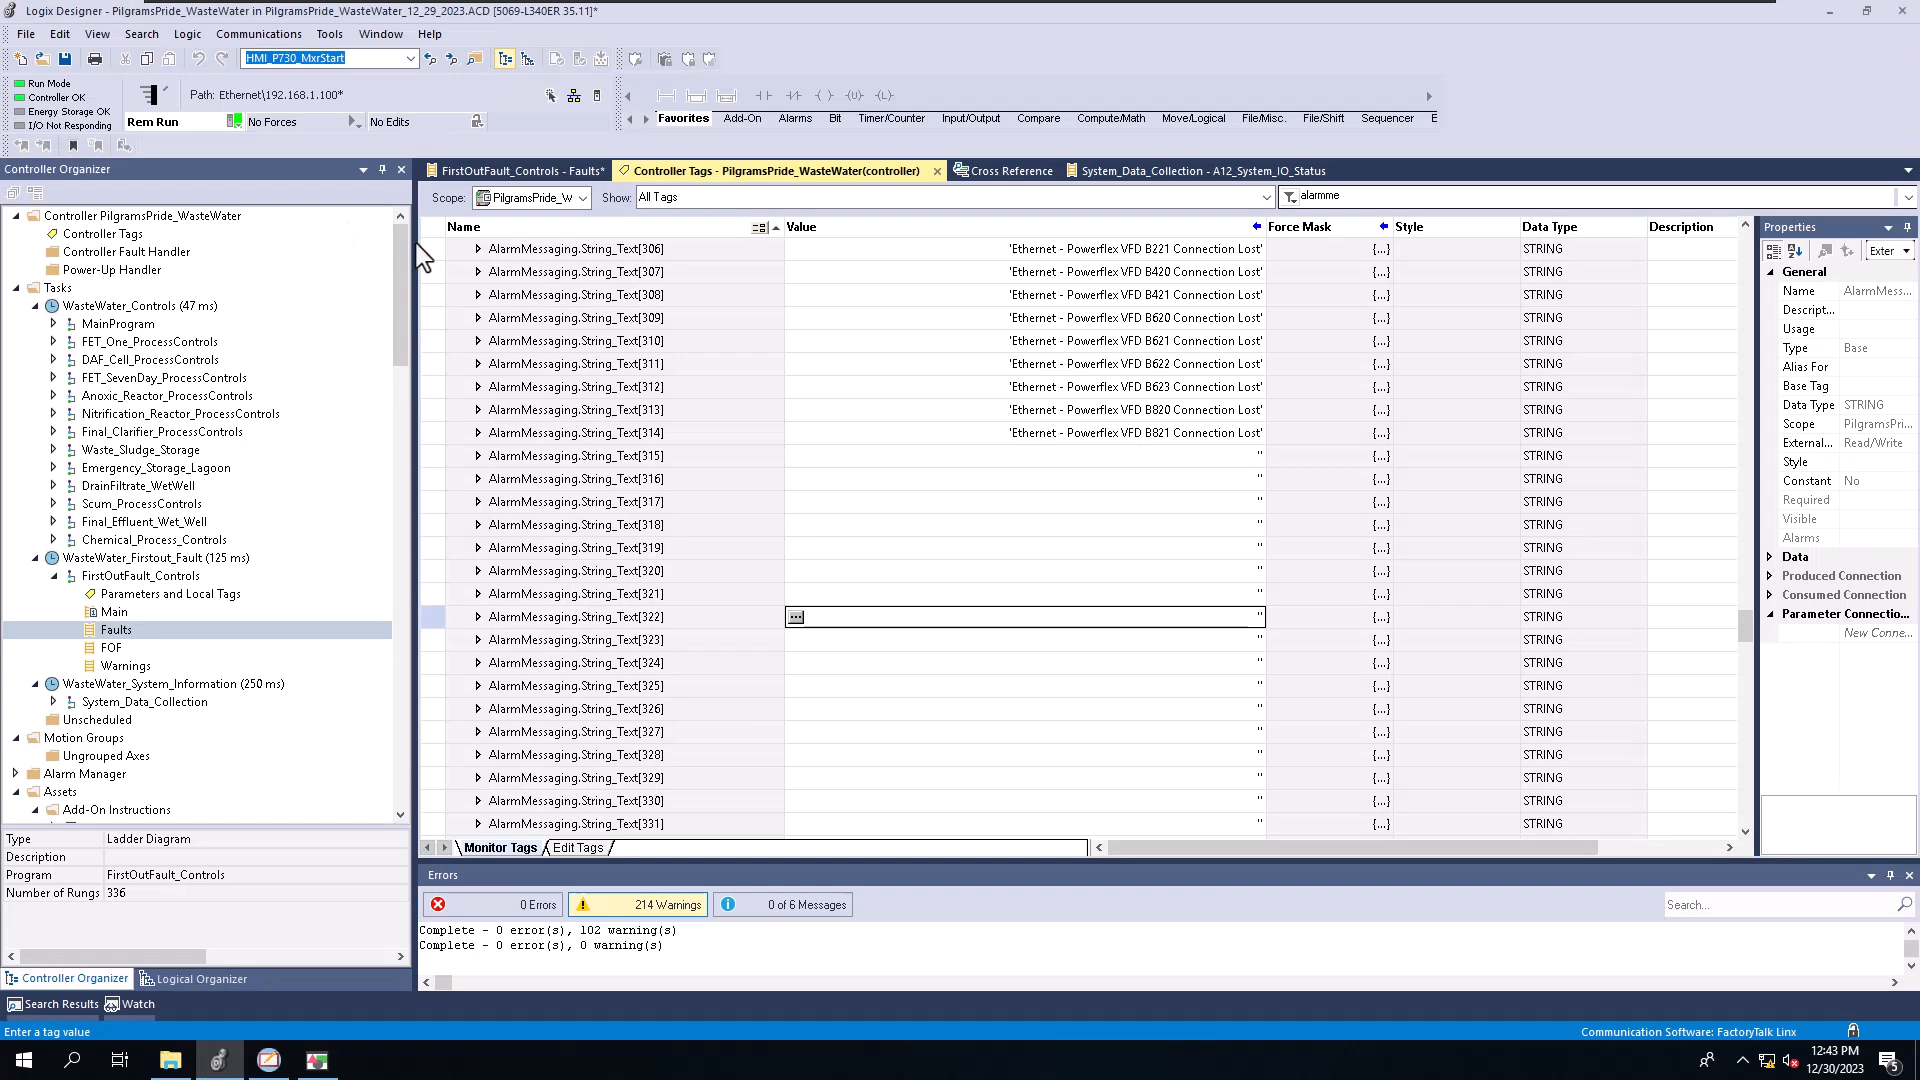 Logix Designer - PilgramsPride_WasteWater in PilgramsPride_WasteWater_12_29_2023.ACD [5069-L340ER 35.11]*
File Edit View Search Logic Communications Tools Window Help
HMI_P730_MxrStart
Run Mode
Controller OK
Energy Storage OK
I/O Not Responding
Path: Ethernet\192.168.1.100*
Rem Run No Forces No Edits
Favorites Add-On Alarms Bit Timer/Counter Input/Output Compare Compute/Math Move/Logical File/Misc. File/Shift Sequencer E
Controller Organizer
FirstOutFault_Controls - Faults* Controller Tags - PilgramsPride_WasteWater(controller) Cross Reference System_Data_Collection - A12_System_IO_Status
Scope: PilgramsPride_W Show: All Tags alarmme
Controller PilgramsPride_WasteWater
Controller Tags
Controller Fault Handler
Power-Up Handler
Tasks
WasteWater_Controls (47 ms)
MainProgram
FET_One_ProcessControls
DAF_Cell_ProcessControls
FET_SevenDay_ProcessControls
Anoxic_Reactor_ProcessControls
Nitrification_Reactor_ProcessControls
Final_Clarifier_ProcessControls
Waste_Sludge_Storage
Emergency_Storage_Lagoon
DrainFiltrate_WetWell
Scum_ProcessControls
Final_Effluent_Wet_Well
Chemical_Process_Controls
WasteWater_Firstout_Fault (125 ms)
FirstOutFault_Controls
Parameters and Local Tags
Main
Faults
FOF
Warnings
WasteWater_System_Information (250 ms)
System_Data_Collection
Unscheduled
Motion Groups
Ungrouped Axes
Alarm Manager
Assets
Add-On Instructions
Type Ladder Diagram
Description
Program FirstOutFault_Controls
Number of Rungs 336
Controller Organizer Logical Organizer
Name Value Force Mask Style Data Type Description
AlarmMessaging.String_Text[306] 'Ethernet - Powerflex VFD B221 Connection Lost' {...} STRING
AlarmMessaging.String_Text[307] 'Ethernet - Powerflex VFD B420 Connection Lost' {...} STRING
AlarmMessaging.String_Text[308] 'Ethernet - Powerflex VFD B421 Connection Lost' {...} STRING
AlarmMessaging.String_Text[309] 'Ethernet - Powerflex VFD B620 Connection Lost' {...} STRING
AlarmMessaging.String_Text[310] 'Ethernet - Powerflex VFD B621 Connection Lost' {...} STRING
AlarmMessaging.String_Text[311] 'Ethernet - Powerflex VFD B622 Connection Lost' {...} STRING
AlarmMessaging.String_Text[312] 'Ethernet - Powerflex VFD B623 Connection Lost' {...} STRING
AlarmMessaging.String_Text[313] 'Ethernet - Powerflex VFD B820 Connection Lost' {...} STRING
AlarmMessaging.String_Text[314] 'Ethernet - Powerflex VFD B821 Connection Lost' {...} STRING
AlarmMessaging.String_Text[315] '' {...} STRING
AlarmMessaging.String_Text[316] '' {...} STRING
AlarmMessaging.String_Text[317] '' {...} STRING
AlarmMessaging.String_Text[318] '' {...} STRING
AlarmMessaging.String_Text[319] '' {...} STRING
AlarmMessaging.String_Text[320] '' {...} STRING
AlarmMessaging.String_Text[321] '' {...} STRING
AlarmMessaging.String_Text[322] ... '' {...} STRING
AlarmMessaging.String_Text[323] '' {...} STRING
AlarmMessaging.String_Text[324] '' {...} STRING
AlarmMessaging.String_Text[325] '' {...} STRING
AlarmMessaging.String_Text[326] '' {...} STRING
AlarmMessaging.String_Text[327] '' {...} STRING
AlarmMessaging.String_Text[328] '' {...} STRING
AlarmMessaging.String_Text[329] '' {...} STRING
AlarmMessaging.String_Text[330] '' {...} STRING
AlarmMessaging.String_Text[331] '' {...} STRING
Monitor Tags Edit Tags
Properties
Exter
General
Name AlarmMess...
Descript...
Usage
Type Base
Alias For
Base Tag
Data Type STRING
Scope PilgramsPri...
External... Read/Write
Style
Constant No
Required
Visible
Alarms
Data
Produced Connection
Consumed Connection
Parameter Connectio...
New Conne...
Errors
0 Errors 214 Warnings 0 of 6 Messages Search...
Complete - 0 error(s), 102 warning(s)
Complete - 0 error(s), 0 warning(s)
Search Results Watch
Enter a tag value Communication Software: FactoryTalk Linx
12:43 PM
12/30/2023
5